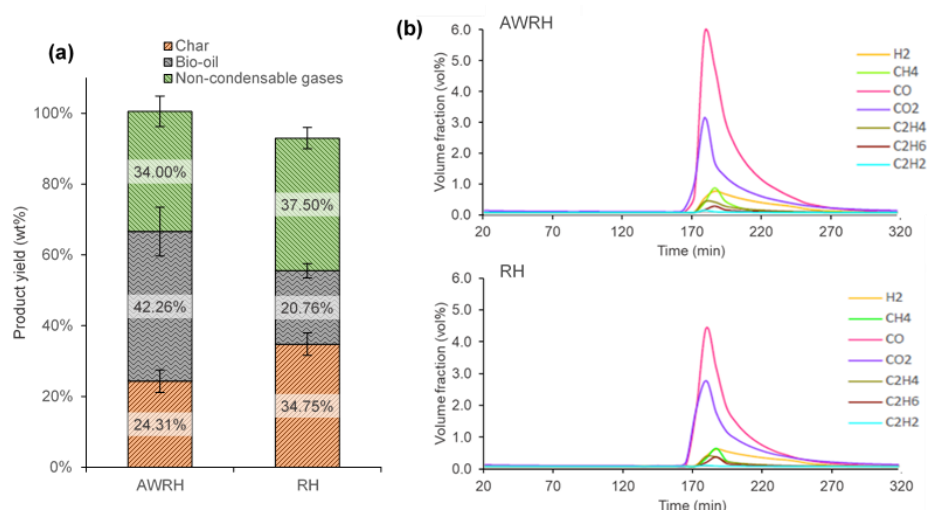 (a)
Char
Bio-oil
Non-condensable gases
Product yield (wt%)
100%
80%
60%
40%
20%
0%
34.00%
42.26%
24.31%
37.50%
20.76%
34.75%
AWRH
RH
(b)
AWRH
Volume fraction (vol%)
6.0
5.0
4.0
3.0
2.0
1.0
0.0
20
70
120
170
220
270
320
Time (min)
H2
CH4
CO
CO2
C2H4
C2H6
C2H2
RH
Volume fraction (vol%)
6.0
5.0
4.0
3.0
2.0
1.0
0.0
20
70
120
170
220
270
320
Time (min)
H2
CH4
CO
CO2
C2H4
C2H6
C2H2